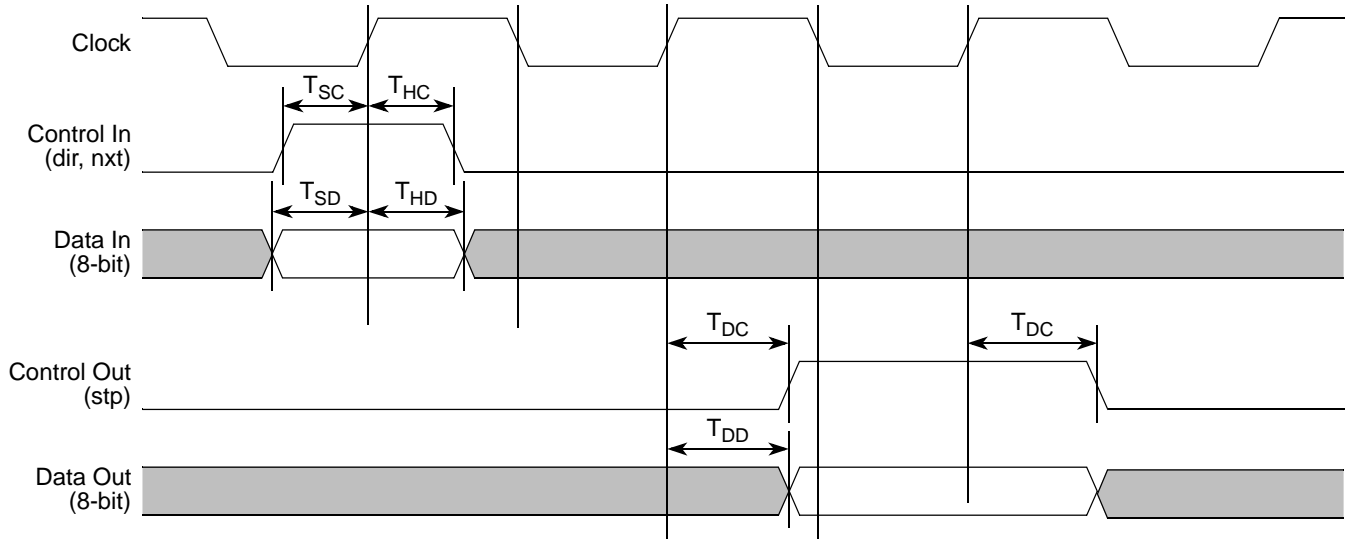 Clock
T_SC T_HC
Control In
(dir, nxt)
T_SD T_HD
Data In
(8-bit)
T_DC T_DC
Control Out
(stp)
T_DD
Data Out
(8-bit)